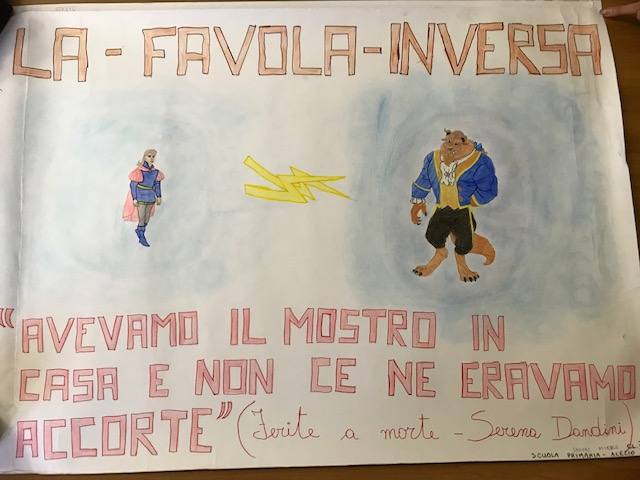 LA - FAVOLA - INVERSA
"AVEVAMO IL MOSTRO IN
CASA E NON CE NE ERAVAMO
ACCORTE" (Ferite a morte - Serena Dandini)
SCUOLA PRIMARIA - ALEZIO